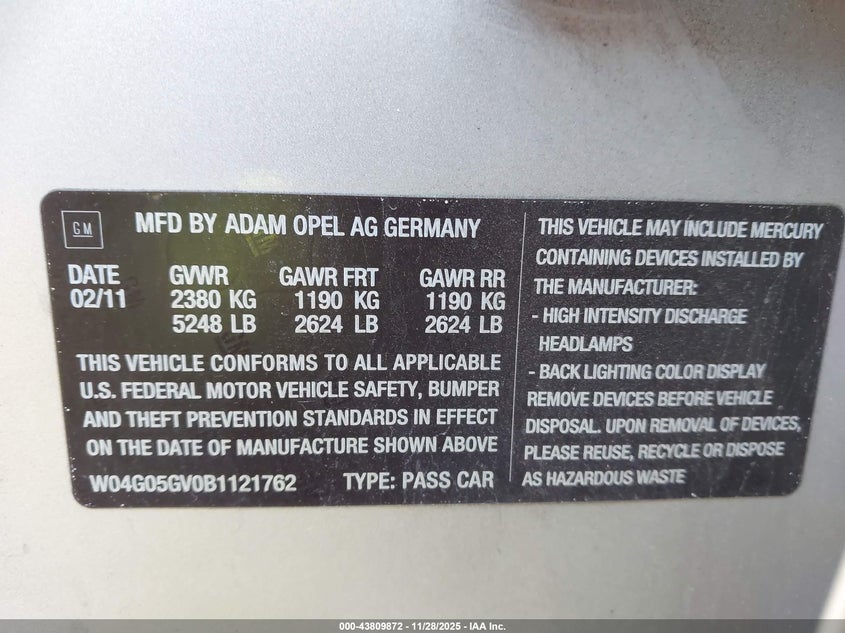 GM
MFD BY ADAM OPEL AG GERMANY
DATE GVWR GAWR FRT GAWR RR
02/11 2380 KG 1190 KG 1190 KG
5248 LB 2624 LB 2624 LB
THIS VEHICLE CONFORMS TO ALL APPLICABLE
U.S. FEDERAL MOTOR VEHICLE SAFETY, BUMPER
AND THEFT PREVENTION STANDARDS IN EFFECT
ON THE DATE OF MANUFACTURE SHOWN ABOVE
W04G05GV0B1121762 TYPE: PASS CAR
THIS VEHICLE MAY INCLUDE MERCURY
CONTAINING DEVICES INSTALLED BY
THE MANUFACTURER:
- HIGH INTENSITY DISCHARGE
HEADLAMPS
- BACK LIGHTING COLOR DISPLAY
REMOVE DEVICES BEFORE VEHICLE
DISPOSAL. UPON REMOVAL OF DEVICES,
PLEASE REUSE, RECYCLE OR DISPOSE
AS HAZARDOUS WASTE
000-43809872 - 11/28/2025 - IAA Inc.